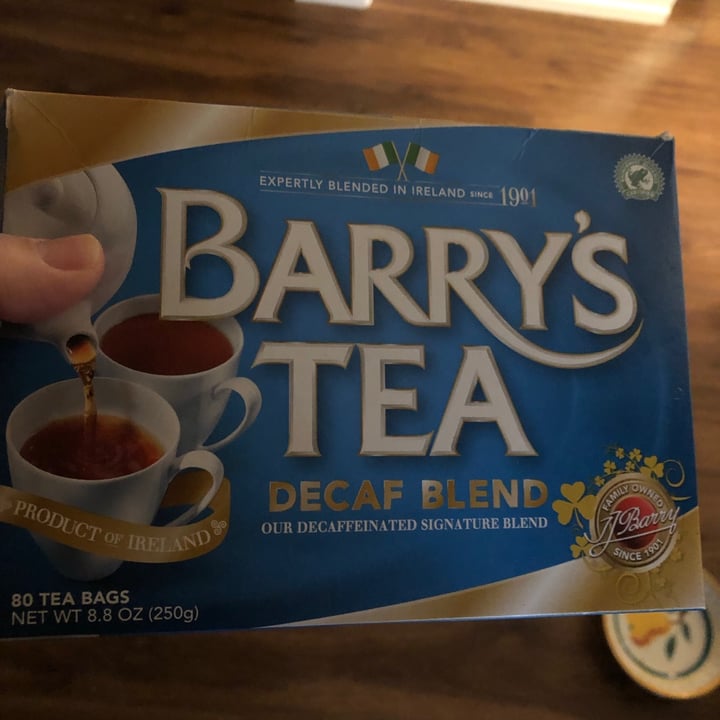 EXPERTLY BLENDED IN IRELAND SINCE 1901
BARRY'S
TEA
DECAF BLEND
OUR DECAFFEINATED SIGNATURE BLEND
PRODUCT OF IRELAND
FAMILY OWNED
JJ Barry
SINCE 1901
80 TEA BAGS
NET WT 8.8 OZ (250g)